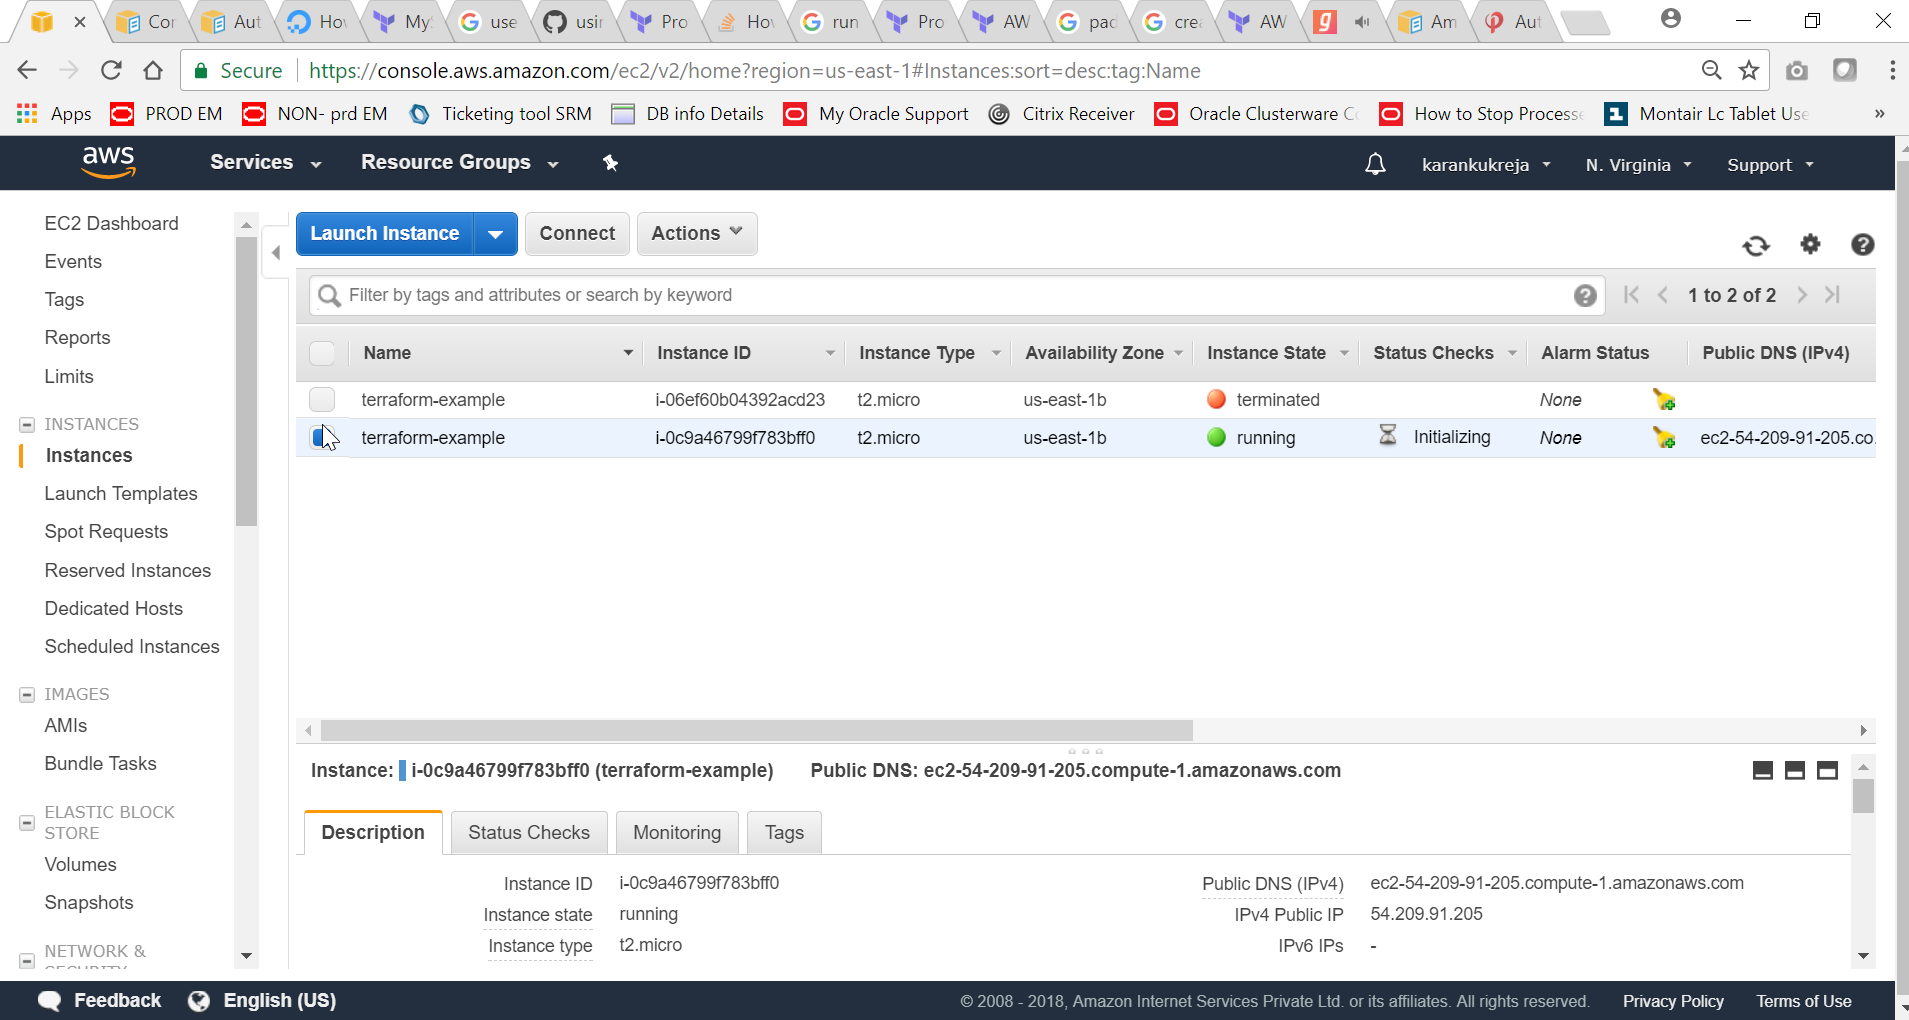 Cor
Aut
Hov
My
use
usin
Pro
Hov
run
Pro
AW
pac
crea
AW
Am
Aut
Secure https://console.aws.amazon.com/ec2/v2/home?region=us-east-1#Instances:sort=desc:tag:Name
Apps PROD EM NON- prd EM Ticketing tool SRM DB info Details My Oracle Support Citrix Receiver Oracle Clusterware Co How to Stop Processe Montair Lc Tablet Use »
aws Services Resource Groups karankukreja N. Virginia Support
EC2 Dashboard
Events
Tags
Reports
Limits
INSTANCES
Instances
Launch Templates
Spot Requests
Reserved Instances
Dedicated Hosts
Scheduled Instances
IMAGES
AMIs
Bundle Tasks
ELASTIC BLOCK
STORE
Volumes
Snapshots
NETWORK &
SECURITY
Launch Instance Connect Actions
Filter by tags and attributes or search by keyword 1 to 2 of 2
Name Instance ID Instance Type Availability Zone Instance State Status Checks Alarm Status Public DNS (IPv4)
terraform-example i-06ef60b04392acd23 t2.micro us-east-1b terminated None
terraform-example i-0c9a46799f783bff0 t2.micro us-east-1b running Initializing None ec2-54-209-91-205.co
Instance: i-0c9a46799f783bff0 (terraform-example) Public DNS: ec2-54-209-91-205.compute-1.amazonaws.com
Description Status Checks Monitoring Tags
Instance ID i-0c9a46799f783bff0 Public DNS (IPv4) ec2-54-209-91-205.compute-1.amazonaws.com
Instance state running IPv4 Public IP 54.209.91.205
Instance type t2.micro IPv6 IPs -
Feedback English (US) © 2008 - 2018, Amazon Internet Services Private Ltd. or its affiliates. All rights reserved. Privacy Policy Terms of Use